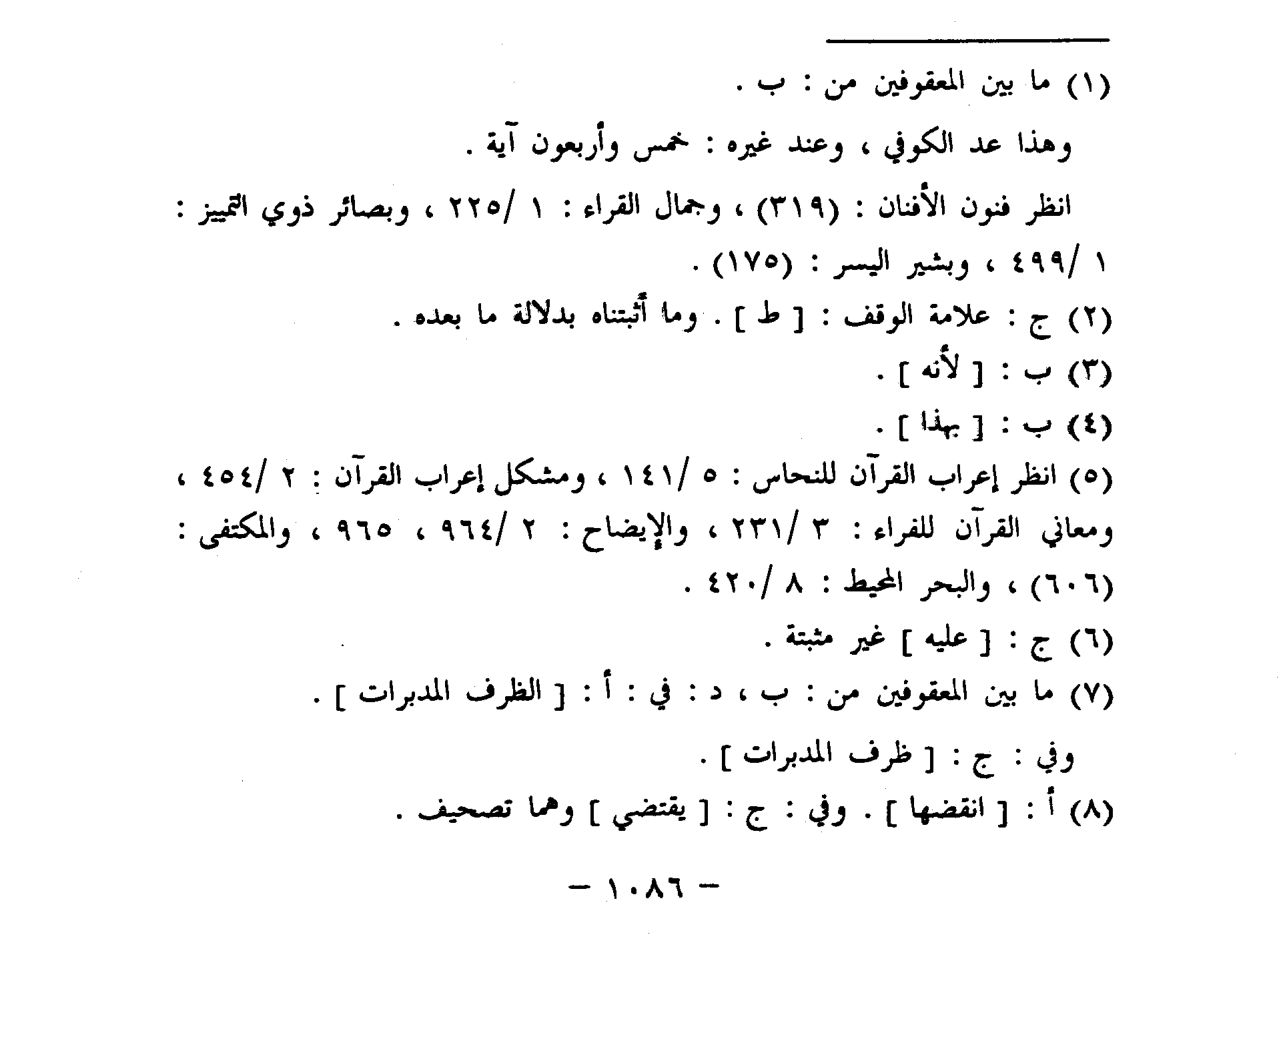 (١) ما بين المعقوفين من : ب .
وهذا عد الكوفي ، وعند غيره : خمس وأربعون آية .
انظر فنون الأفنان : (٣١٩) ، وجمال القراء : ١ /٢٢٥ ، وبصائر ذوي التمييز :
١ /٤٩٩ ، وبشير اليسر : (١٧٥) .
(٢) ج : علامة الوقف : [ ط ] . وما أثبتناه بدلالة ما بعده .
(٣) ب : [ لأنه ] .
(٤) ب : [ بهذا ] .
(٥) انظر إعراب القرآن للنحاس : ٥ /١٤١ ، ومشكل إعراب القرآن : ٢ /٤٥٤ ،
ومعاني القرآن للفراء : ٣ /٢٣١ ، والإيضاح : ٢ /٩٦٤ ، ٩٦٥ ، والمكتفى :
(٦٠٦) ، والبحر المحيط : ٨ /٤٢٠ .
(٦) ج : [ عليه ] غير مثبتة .
(٧) ما بين المعقوفين من : ب ، د : في : أ : [ الظرف المدبرات ] .
وفي : ج : [ ظرف المدبرات ] .
(٨) أ : [ انقضها ] . وفي : ج : [ يقتضي ] وهما تصحيف .
– ١٠٨٦ –